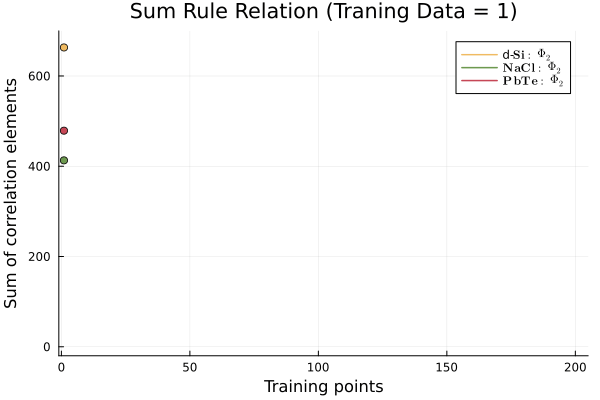 Sum Rule Relation (Traning Data = 1)
d-Si: Φ₂
NaCl: Φ₂
PbTe: Φ₂
600
400
200
0
Sum of correlation elements
0 50 100 150 200
Training points